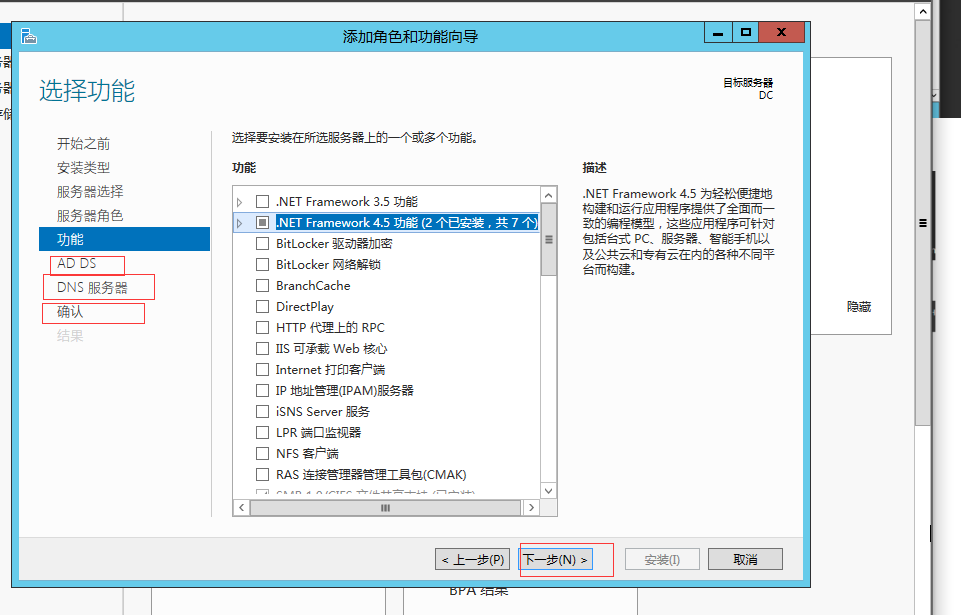 添加角色和功能向导
选择功能
目标服务器
DC
开始之前
安装类型
服务器选择
服务器角色
功能
AD DS
DNS 服务器
确认
结果
选择要安装在所选服务器上的一个或多个功能。
功能
.NET Framework 3.5 功能
.NET Framework 4.5 功能 (2 个已安装，共 7 个)
BitLocker 驱动器加密
BitLocker 网络解锁
BranchCache
DirectPlay
HTTP 代理上的 RPC
IIS 可承载 Web 核心
Internet 打印客户端
IP 地址管理(IPAM)服务器
iSNS Server 服务
LPR 端口监视器
NFS 客户端
RAS 连接管理器管理工具包(CMAK)
SMB 1.0/CIFS 文件共享支持 (已安装)
描述
.NET Framework 4.5 为轻松便捷地
构建和运行应用程序提供了全面而一
致的编程模型，这些应用程序可针对
包括台式 PC、服务器、智能手机以
及公共云和专有云在内的各种不同平
台而构建。
隐藏
< 上一步(P)
下一步(N) >
安装(I)
取消
BPA 结果